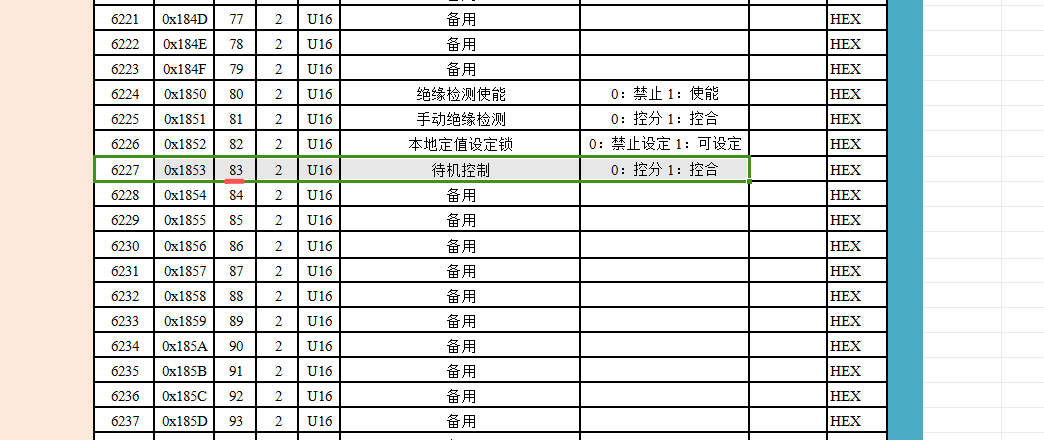 6221 0x184D 77 2 U16 备用 HEX
6222 0x184E 78 2 U16 备用 HEX
6223 0x184F 79 2 U16 备用 HEX
6224 0x1850 80 2 U16 绝缘检测使能 0：禁止 1：使能 HEX
6225 0x1851 81 2 U16 手动绝缘检测 0：控分 1：控合 HEX
6226 0x1852 82 2 U16 本地定值设定锁 0：禁止设定 1：可设定 HEX
6227 0x1853 83 2 U16 待机控制 0：控分 1：控合 HEX
6228 0x1854 84 2 U16 备用 HEX
6229 0x1855 85 2 U16 备用 HEX
6230 0x1856 86 2 U16 备用 HEX
6231 0x1857 87 2 U16 备用 HEX
6232 0x1858 88 2 U16 备用 HEX
6233 0x1859 89 2 U16 备用 HEX
6234 0x185A 90 2 U16 备用 HEX
6235 0x185B 91 2 U16 备用 HEX
6236 0x185C 92 2 U16 备用 HEX
6237 0x185D 93 2 U16 备用 HEX